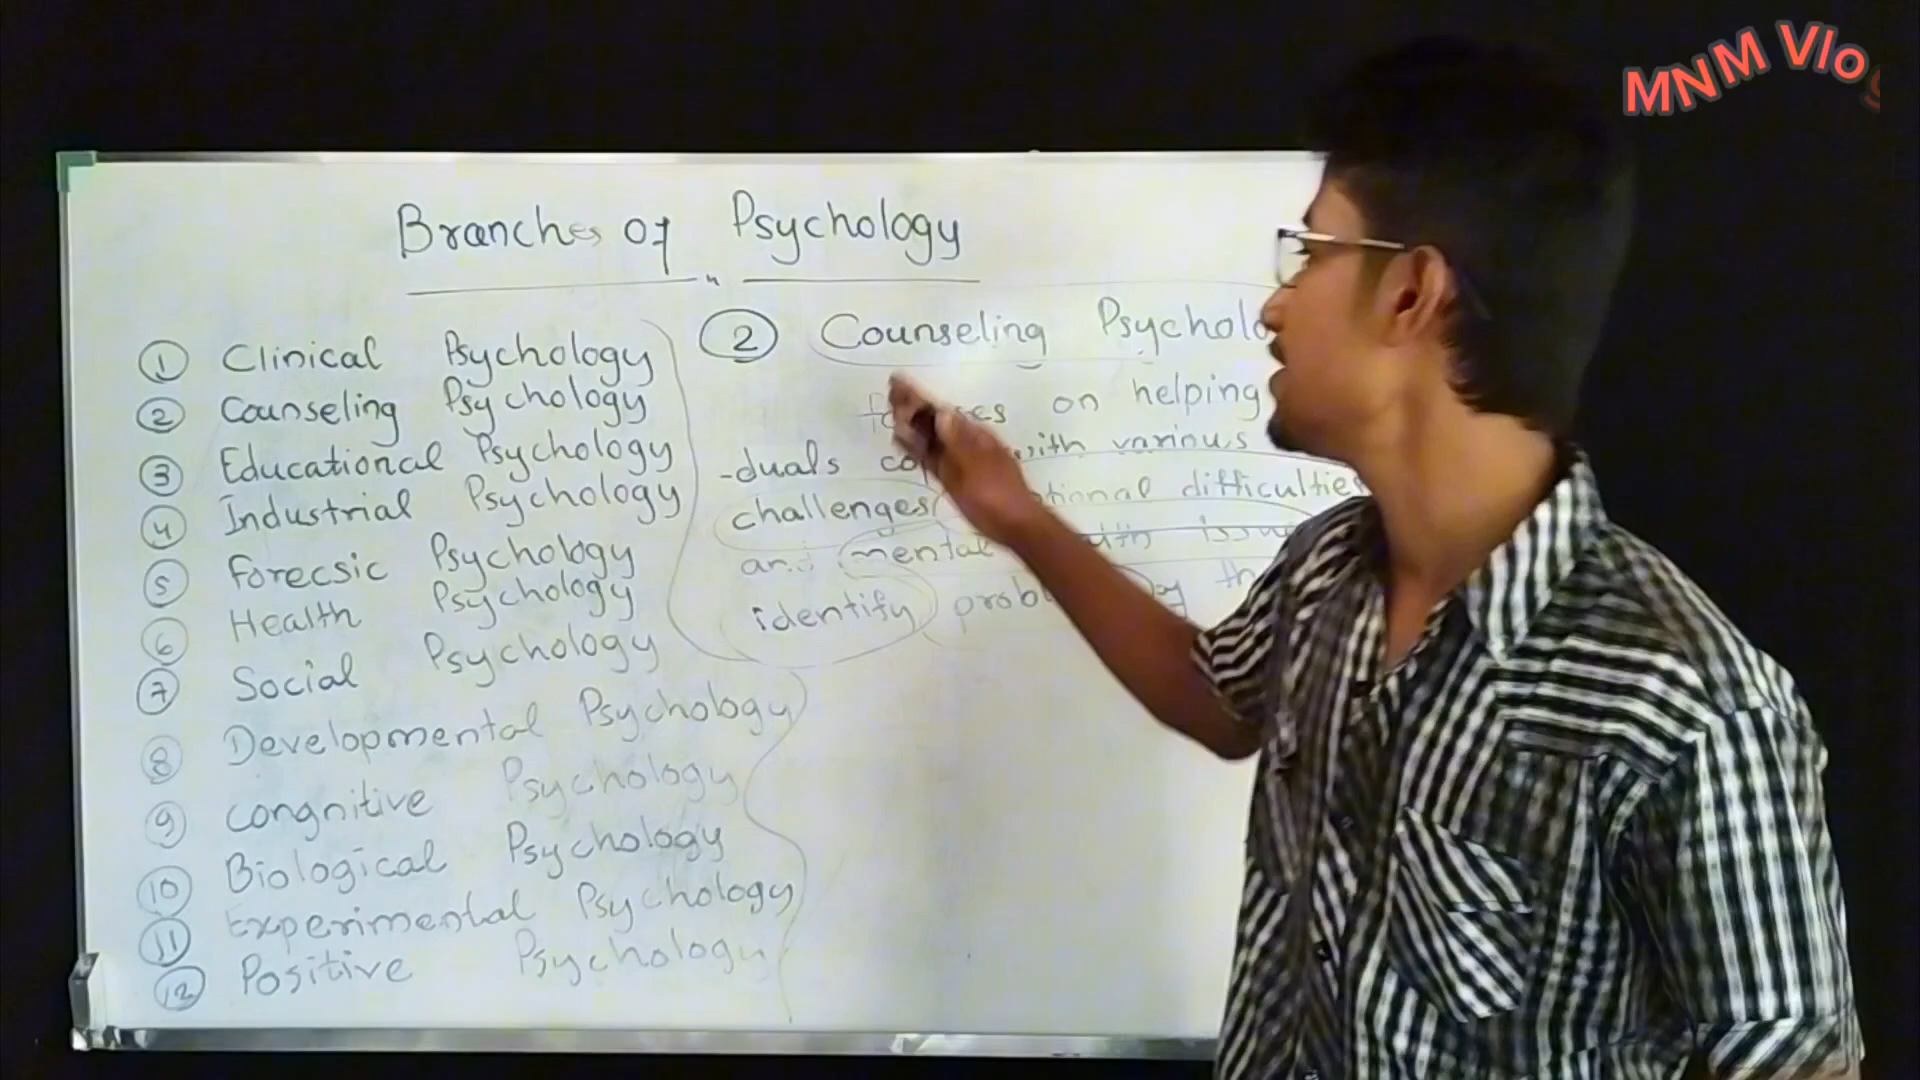 MNM Vlo
Branches of Psychology
1 Clinical Psychology
2 Counseling Psychology
3 Educational Psychology
4 Industrial Psychology
5 Forecsic Psychology
6 Health Psychology
7 Social Psychology
8 Developmental Psychology
9 Congnitive Psychology
10 Biological Psychology
11 Experimental Psychology
12 Positive Psychology
2 Counseling Psycholo
on helping
-duals with various
challenges difficultie
and mental
identify